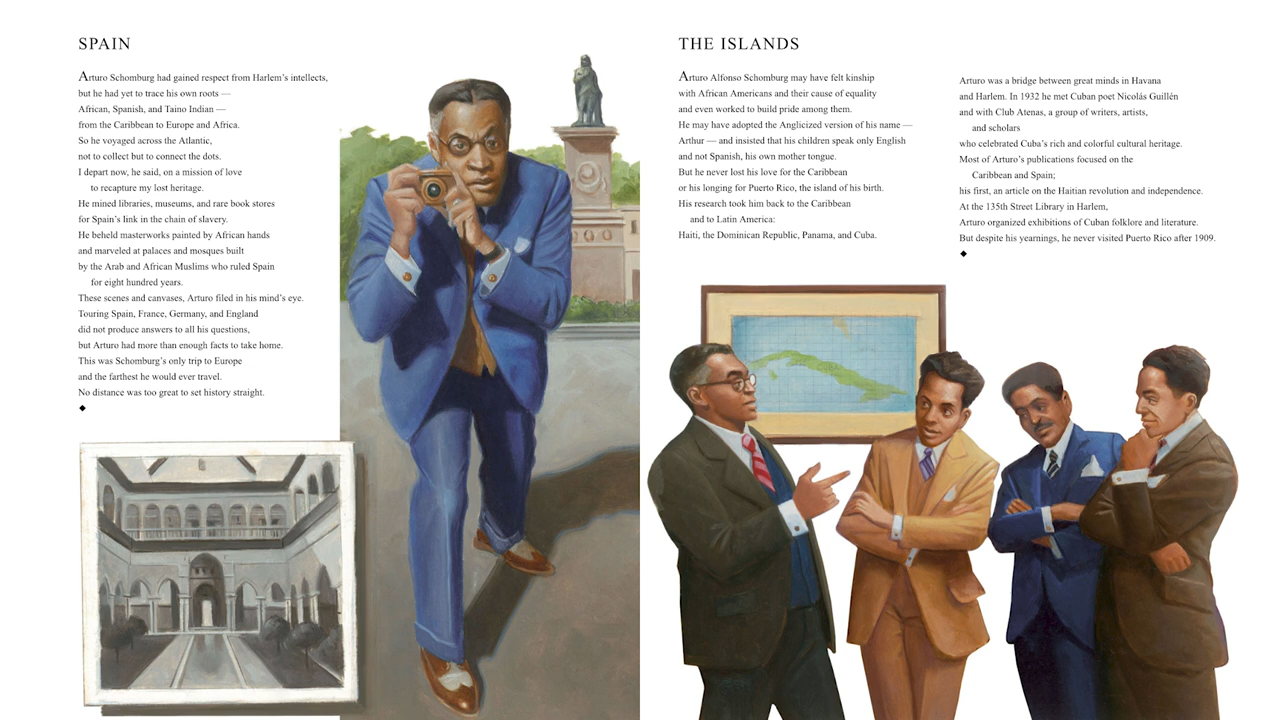 SPAIN
Arturo Schomburg had gained respect from Harlem’s intellects,
but he had yet to trace his own roots —
African, Spanish, and Taino Indian —
from the Caribbean to Europe and Africa.
So he voyaged across the Atlantic,
not to collect but to connect the dots.
I depart now, he said, on a mission of love
to recapture my lost heritage.
He mined libraries, museums, and rare book stores
for Spain’s link in the chain of slavery.
He beheld masterworks painted by African hands
and marveled at palaces and mosques built
by the Arab and African Muslims who ruled Spain
for eight hundred years.
These scenes and canvases, Arturo filed in his mind’s eye.
Touring Spain, France, Germany, and England
did not produce answers to all his questions,
but Arturo had more than enough facts to take home.
This was Schomburg’s only trip to Europe
and the farthest he would ever travel.
No distance was too great to set history straight.
THE ISLANDS
Arturo Alfonso Schomburg may have felt kinship
with African Americans and their cause of equality
and even worked to build pride among them.
He may have adopted the Anglicized version of his name —
Arthur — and insisted that his children speak only English
and not Spanish, his own mother tongue.
But he never lost his love for the Caribbean
or his longing for Puerto Rico, the island of his birth.
His research took him back to the Caribbean
and to Latin America:
Haiti, the Dominican Republic, Panama, and Cuba.
Arturo was a bridge between great minds in Havana
and Harlem. In 1932 he met Cuban poet Nicolás Guillén
and with Club Atenas, a group of writers, artists,
and scholars
who celebrated Cuba’s rich and colorful cultural heritage.
Most of Arturo’s publications focused on the
Caribbean and Spain;
his first, an article on the Haitian revolution and independence.
At the 135th Street Library in Harlem,
Arturo organized exhibitions of Cuban folklore and literature.
But despite his yearnings, he never visited Puerto Rico after 1909.